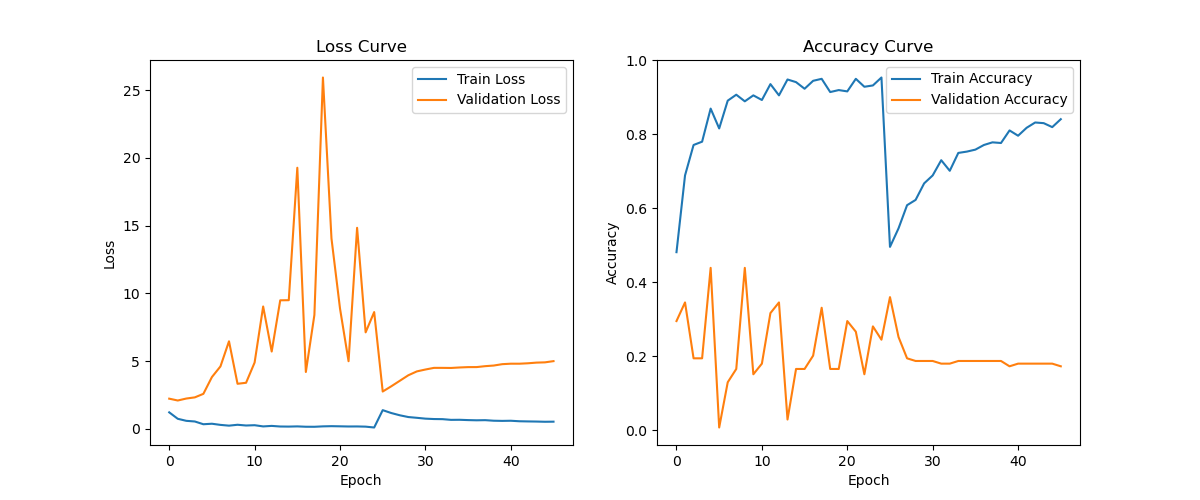 Loss Curve
Train Loss
Validation Loss
25
20
15
10
5
0
Loss
0
10
20
30
40
Epoch
Accuracy Curve
Train Accuracy
Validation Accuracy
1.0
0.8
0.6
0.4
0.2
0.0
Accuracy
0
10
20
30
40
Epoch